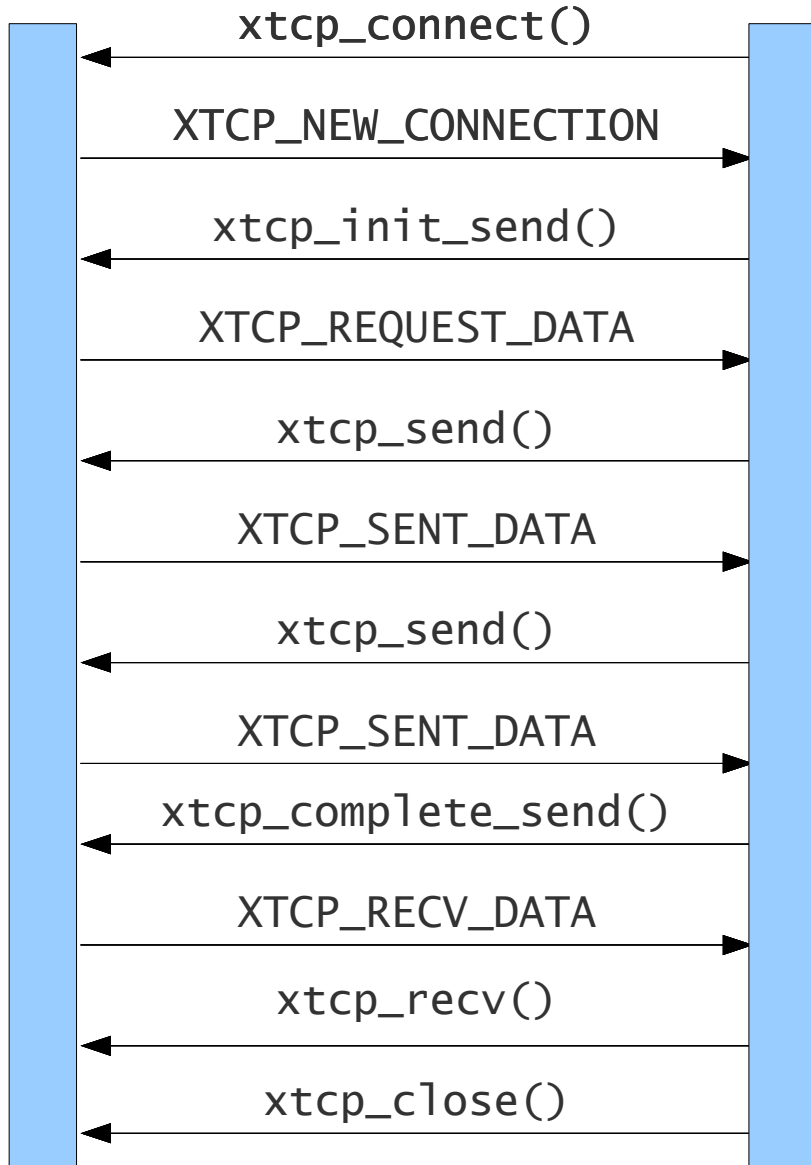 xtcp_connect()
XTCP_NEW_CONNECTION
xtcp_init_send()
XTCP_REQUEST_DATA
xtcp_send()
XTCP_SENT_DATA
xtcp_send()
XTCP_SENT_DATA
xtcp_complete_send()
XTCP_RECV_DATA
xtcp_recv()
xtcp_close()